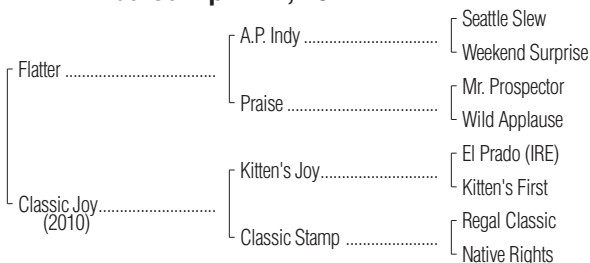 Seattle Slew
A.P. Indy ....................................
Weekend Surprise
Flatter ........................................
Mr. Prospector
Praise ........................................
Wild Applause
El Prado (IRE)
Kitten's Joy................................
Kitten's First
Classic Joy................................
(2010)
Regal Classic
Classic Stamp .........................
Native Rights